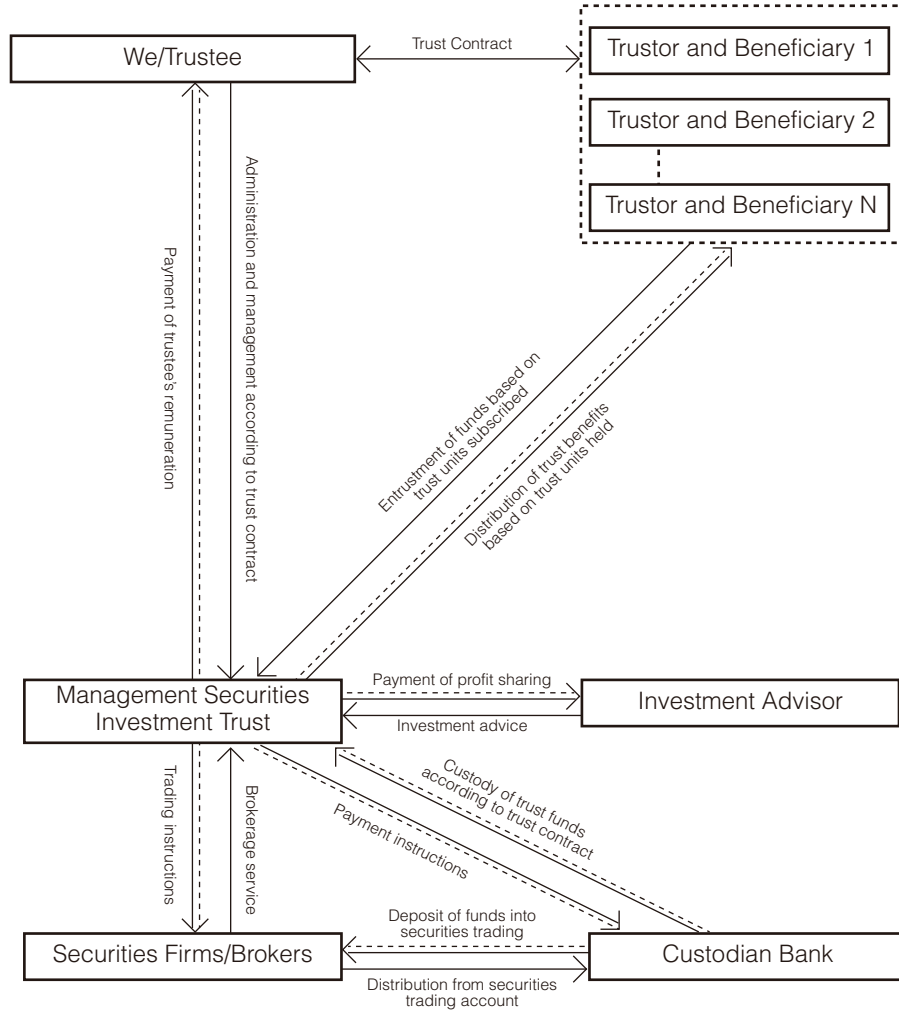 We/Trustee
Trust Contract
Trustor and Beneficiary 1
Trustor and Beneficiary 2
Trustor and Beneficiary N
Payment of trustee's remuneration
Administration and management according to trust contract
Entrustment of funds based on
trust units subscribed
Distribution of trust benefits
based on trust units held
Management Securities
Investment Trust
Payment of profit sharing
Investment advice
Investment Advisor
Trading instructions
Brokerage service
Payment instructions
Custody of trust funds
according to trust contract
Securities Firms/Brokers
Deposit of funds into
securities trading
Distribution from securities
trading account
Custodian Bank